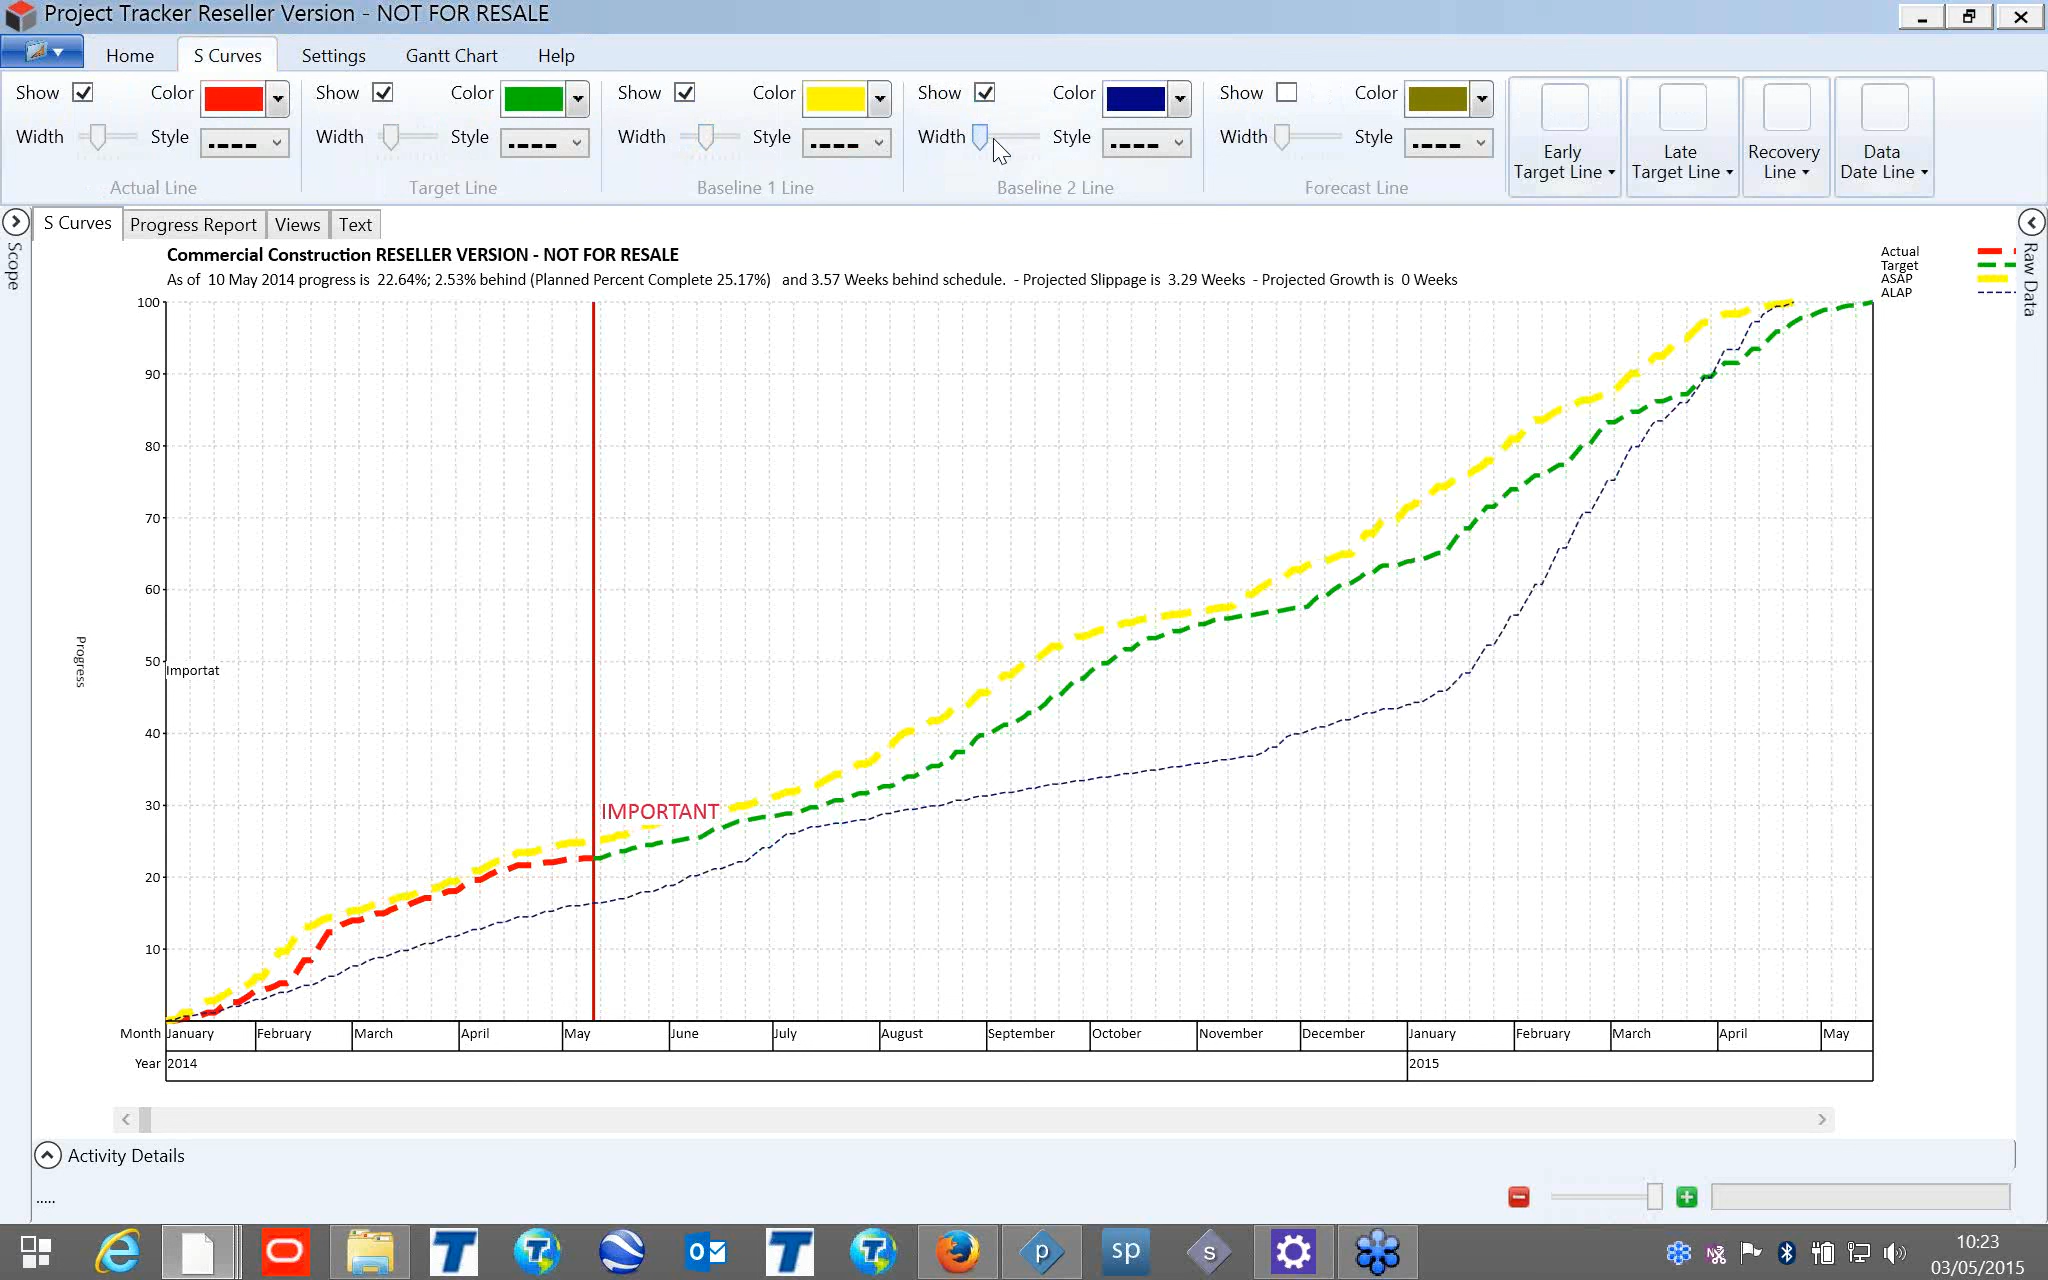 Project Tracker Reseller Version - NOT FOR RESALE
Home S Curves Settings Gantt Chart Help
Show Color Show Color Show Color Show Color Show Color
Width Style Width Style Width Style Width Style Width Style
Early Target Line
Late Target Line
Recovery Line
Data Date Line
Actual Line Target Line Baseline 1 Line Baseline 2 Line Forecast Line
S Curves Progress Report Views Text
Scope
Raw Data
Commercial Construction RESELLER VERSION - NOT FOR RESALE
As of 10 May 2014 progress is 22.64%; 2.53% behind (Planned Percent Complete 25.17%) and 3.57 Weeks behind schedule. - Projected Slippage is 3.29 Weeks - Projected Growth is 0 Weeks
Actual
Target
ASAP
ALAP
100
90
80
70
60
50
Importat
Progress
40
30
IMPORTANT
20
10
Month January February March April May June July August September October November December January February March April May
Year 2014 2015
Activity Details
.....
O T T e o T T p sp s
10:23
03/05/2015